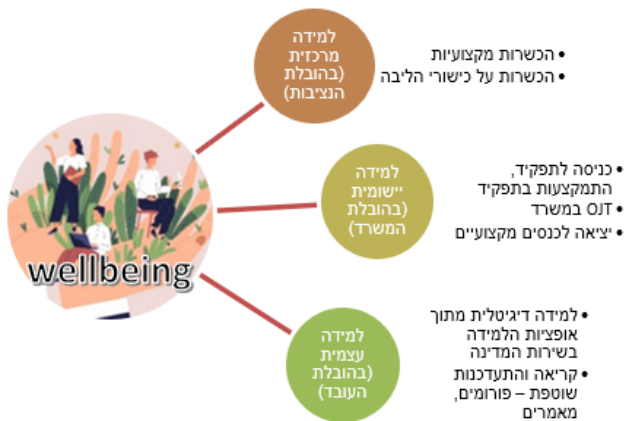 למידה
מרכזית
(בהובלת
הנציבות)
• הכשרות מקצועיות
• הכשרות על כישורי הליבה
למידה
יישומית
(בהובלת
המשרד)
• כניסה לתפקיד,
התמקצעות בתפקיד
• OJT במשרד
• יציאה לכנסים מקצועיים
wellbeing
למידה
עצמית
(בהובלת
העובד)
• למידה דיגיטלית מתוך
אופציות הלמידה
בשירות המדינה
• קריאה והתעדכנות
שוטפת – פורומים,
מאמרים